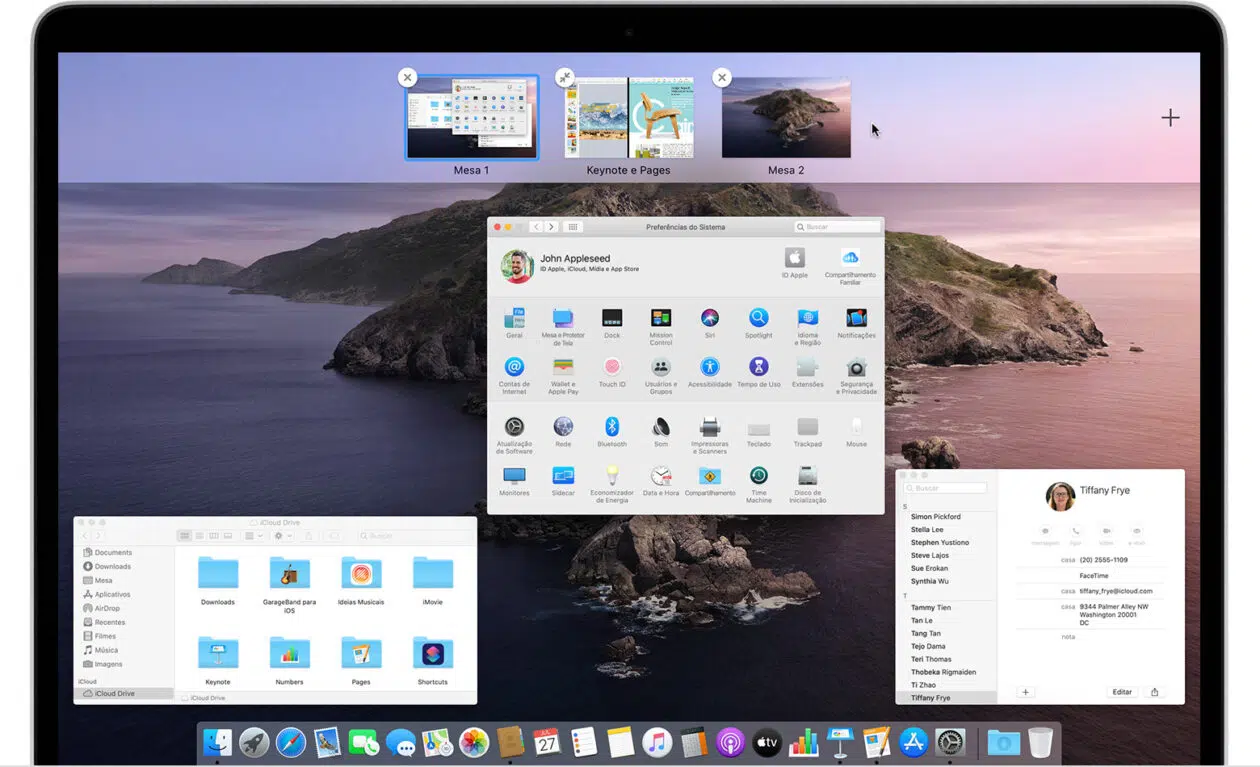 Mesa 1
Keynote e Pages
Mesa 2
Preferências do Sistema
Buscar
John Appleseed
ID Apple, iCloud, Mídia e App Store
ID Apple
Compartilhamento
Familiar
Geral
Mesa e Protetor
de Tela
Dock
Mission
Control
Siri
Spotlight
Idioma
e Região
Notificações
Contas de
Internet
Wallet e
Apple Pay
Touch ID
Usuários e
Grupos
Acessibilidade
Tempo de Uso
Extensões
Segurança
e Privacidade
Atualização
de Software
Rede
Bluetooth
Som
Impressoras
e Scanners
Teclado
Trackpad
Mouse
Monitores
Sidecar
Economizador
de Energia
Data e Hora
Compartilhamento
Time
Machine
Disco de
Inicialização
iCloud Drive
Buscar
Documents
Downloads
Mesa
Aplicativos
AirDrop
Recentes
Filmes
Música
Imagens
iCloud
iCloud Drive
Downloads
GarageBand para
iOS
Ideias Musicais
iMovie
Keynote
Numbers
Pages
Shortcuts
iCloud Drive
Buscar
S
Simon Pickford
Stella Lee
Stephen Yustiono
Steve Lajos
Sue Erokan
Synthia Wu
T
Tammy Tien
Tan Le
Tang Tan
Tejo Dama
Teri Thomas
Thobeka Rigmaiden
Ti Zhao
Tiffany Frye
Tiffany Frye
casa (20) 2555-1109
FaceTime
casa tiffany_frye@icloud.com
casa 9344 Palmer Alley NW
Washington 20001
DC
nota
Editar
JUL
27
tv